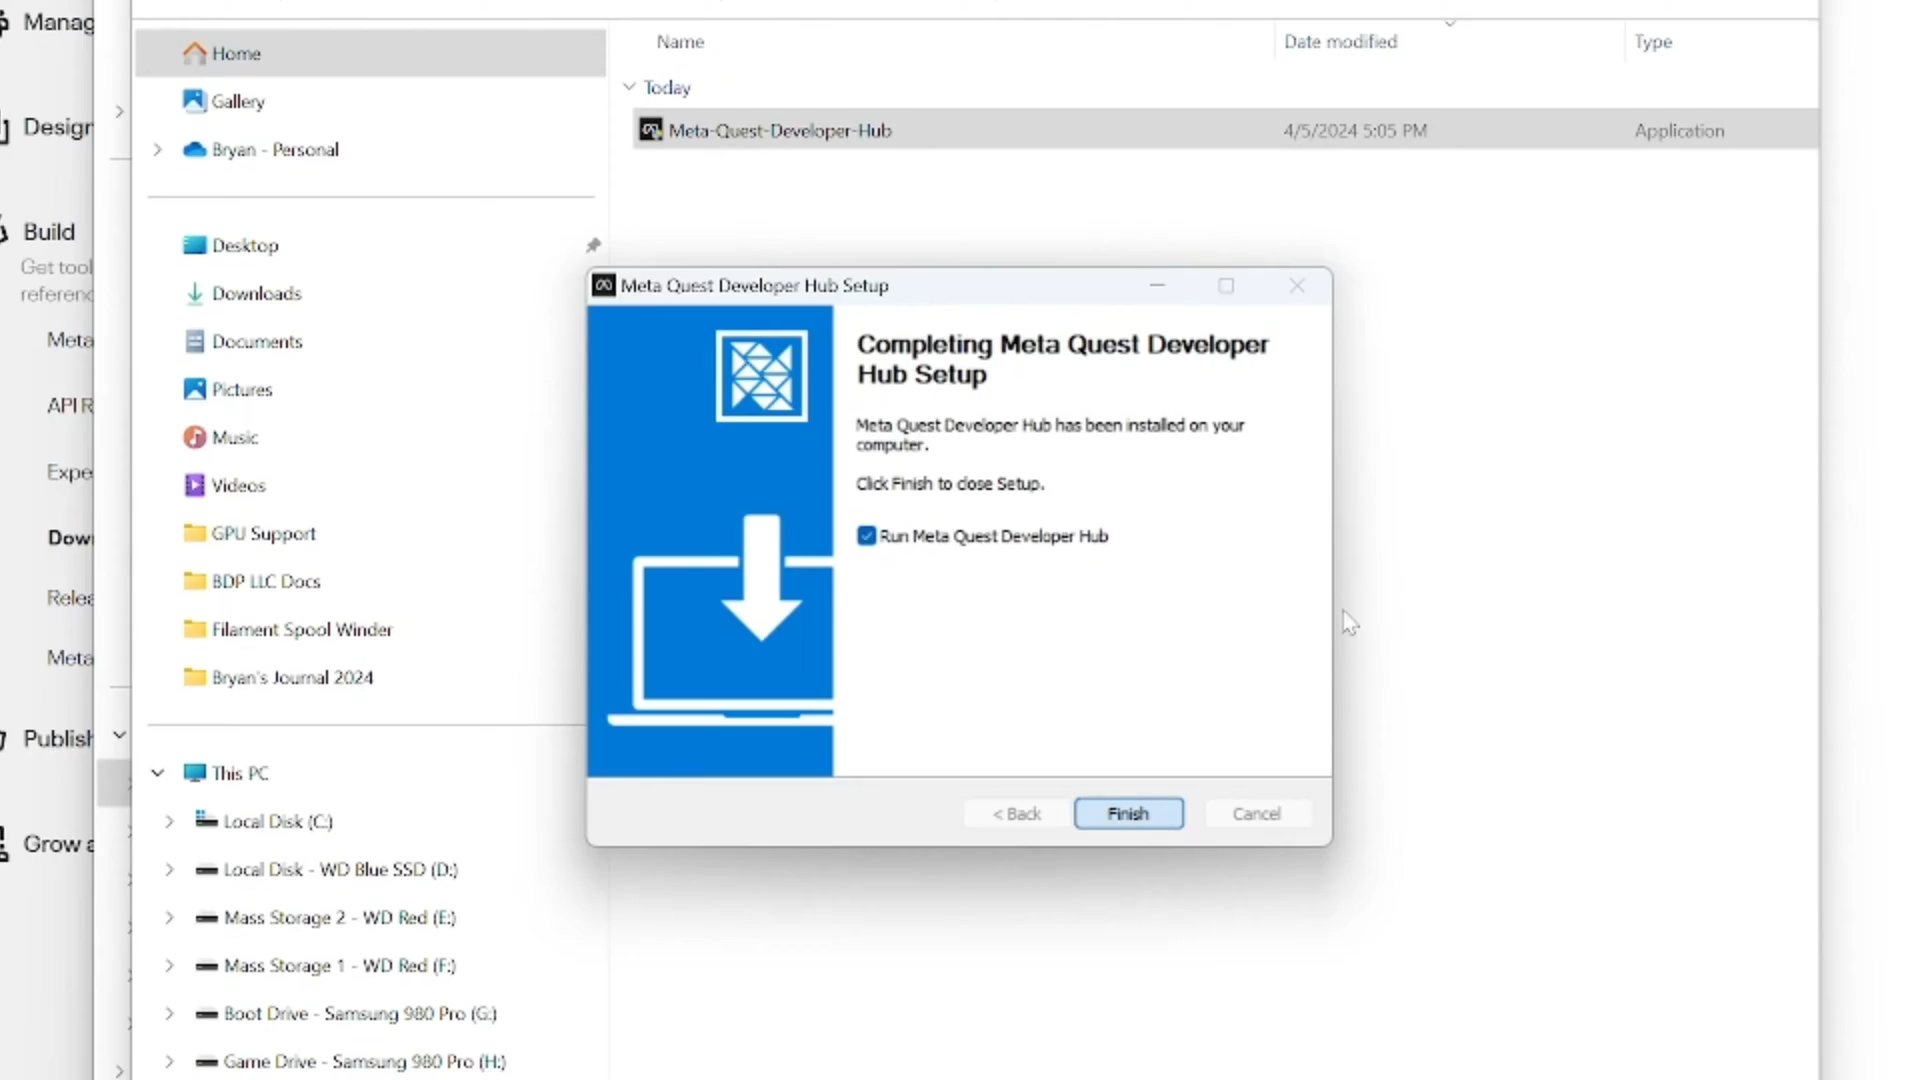 Manag
Design
Build
Get tool
referenc
Meta
API R
Expe
Down
Relea
Meta
Publish
Grow a
Home
Gallery
Bryan - Personal
Desktop
Downloads
Documents
Pictures
Music
Videos
GPU Support
BDP LLC Docs
Filament Spool Winder
Bryan's Journal 2024
This PC
Local Disk (C:)
Local Disk - WD Blue SSD (D:)
Mass Storage 2 - WD Red (E:)
Mass Storage 1 - WD Red (F:)
Boot Drive - Samsung 980 Pro (G:)
Game Drive - Samsung 980 Pro (H:)
Name Date modified Type
Today
Meta-Quest-Developer-Hub 4/5/2024 5:05 PM Application
Meta Quest Developer Hub Setup
Completing Meta Quest Developer
Hub Setup
Meta Quest Developer Hub has been installed on your
computer.
Click Finish to close Setup.
Run Meta Quest Developer Hub
< Back Finish Cancel